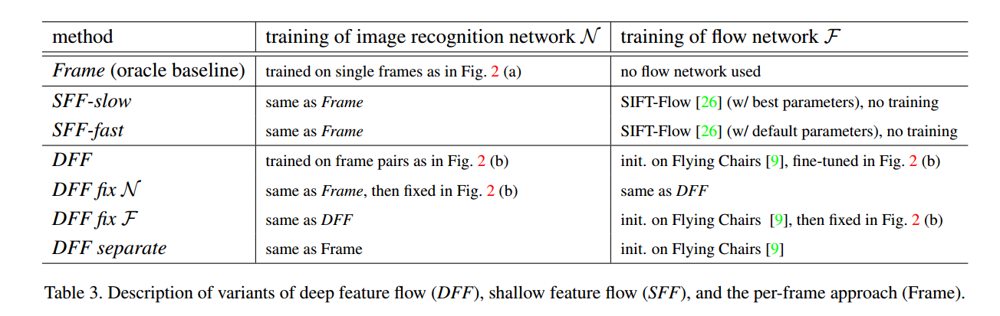 method training of image recognition network 𝒩 training of flow network ℱ
Frame (oracle baseline) trained on single frames as in Fig. 2 (a) no flow network used
SFF-slow same as Frame SIFT-Flow [26] (w/ best parameters), no training
SFF-fast same as Frame SIFT-Flow [26] (w/ default parameters), no training
DFF trained on frame pairs as in Fig. 2 (b) init. on Flying Chairs [9], fine-tuned in Fig. 2 (b)
DFF fix 𝒩 same as Frame, then fixed in Fig. 2 (b) same as DFF
DFF fix ℱ same as DFF init. on Flying Chairs [9], then fixed in Fig. 2 (b)
DFF separate same as Frame init. on Flying Chairs [9]
Table 3. Description of variants of deep feature flow (DFF), shallow feature flow (SFF), and the per-frame approach (Frame).